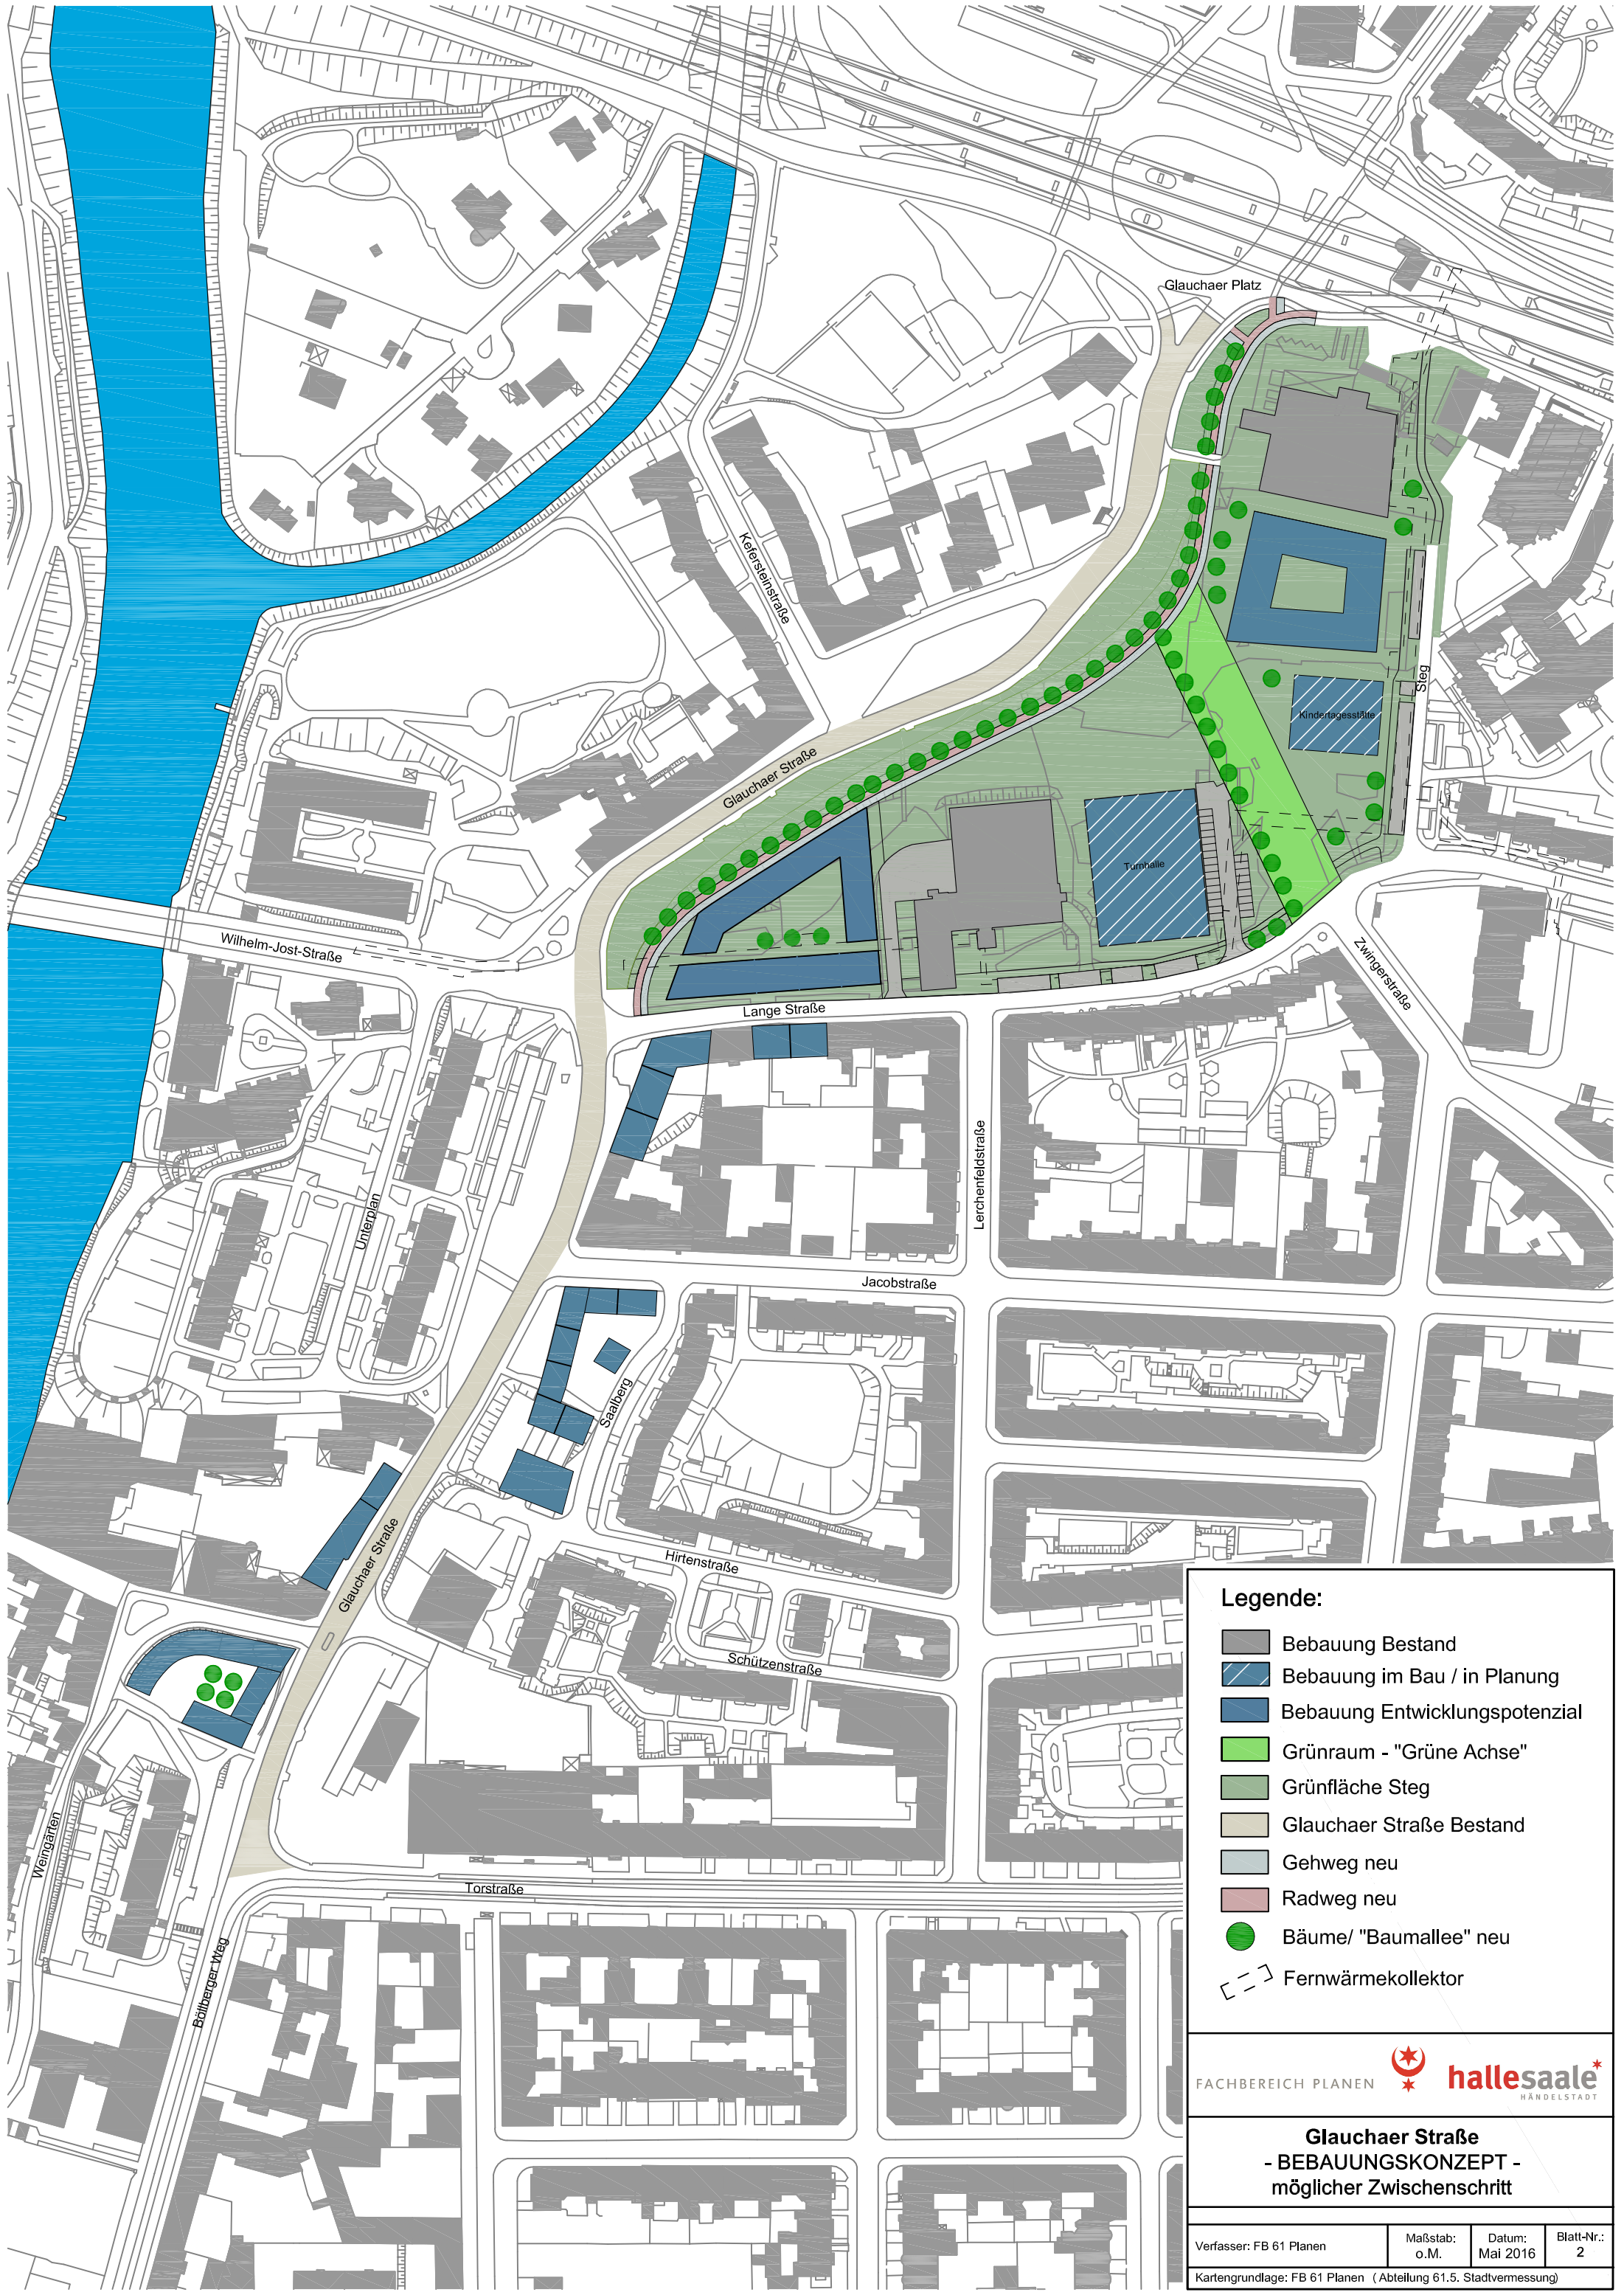 Glauchaer Platz
Kefersteinstraße
Steg
Kindertagesstätte
Glauchaer Straße
Turnhalle
Wilhelm-Jost-Straße
Zwingerstraße
Lange Straße
Lerchenfeldstraße
Unterplan
Jacobstraße
Saalberg
Glauchaer Straße
Hirtenstraße
Schützenstraße
Weingärten
Torstraße
Böllberger Weg
Legende:
Bebauung Bestand
Bebauung im Bau / in Planung
Bebauung Entwicklungspotenzial
Grünraum - "Grüne Achse"
Grünfläche Steg
Glauchaer Straße Bestand
Gehweg neu
Radweg neu
Bäume/ "Baumallee" neu
Fernwärmekollektor
FACHBEREICH PLANEN
hallesaale
HÄNDELSTADT
Glauchaer Straße
- BEBAUUNGSKONZEPT -
möglicher Zwischenschritt
Verfasser: FB 61 Planen
Maßstab:
o.M.
Datum:
Mai 2016
Blatt-Nr.:
2
Kartengrundlage: FB 61 Planen ( Abteilung 61.5. Stadtvermessung)